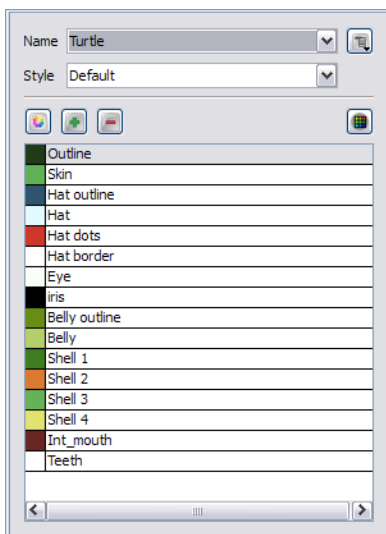 Name Turtle
Style Default
Outline
Skin
Hat outline
Hat
Hat dots
Hat border
Eye
iris
Belly outline
Belly
Shell 1
Shell 2
Shell 3
Shell 4
Int_mouth
Teeth